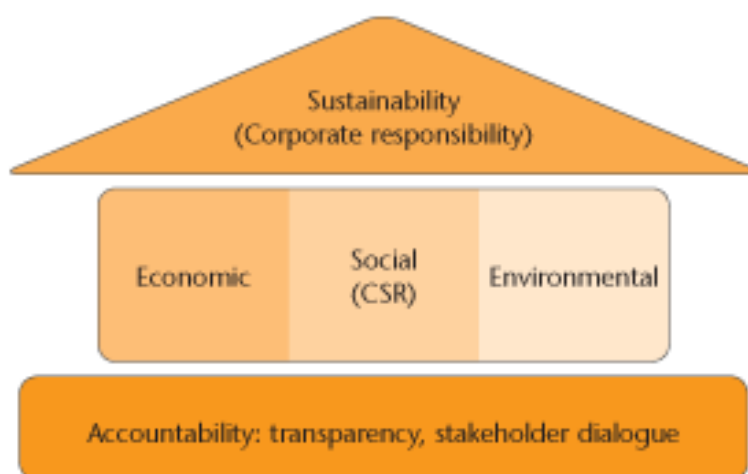 Sustainability
(Corporate responsibility)
Economic
Social
(CSR)
Environmental
Accountability: transparency, stakeholder dialogue